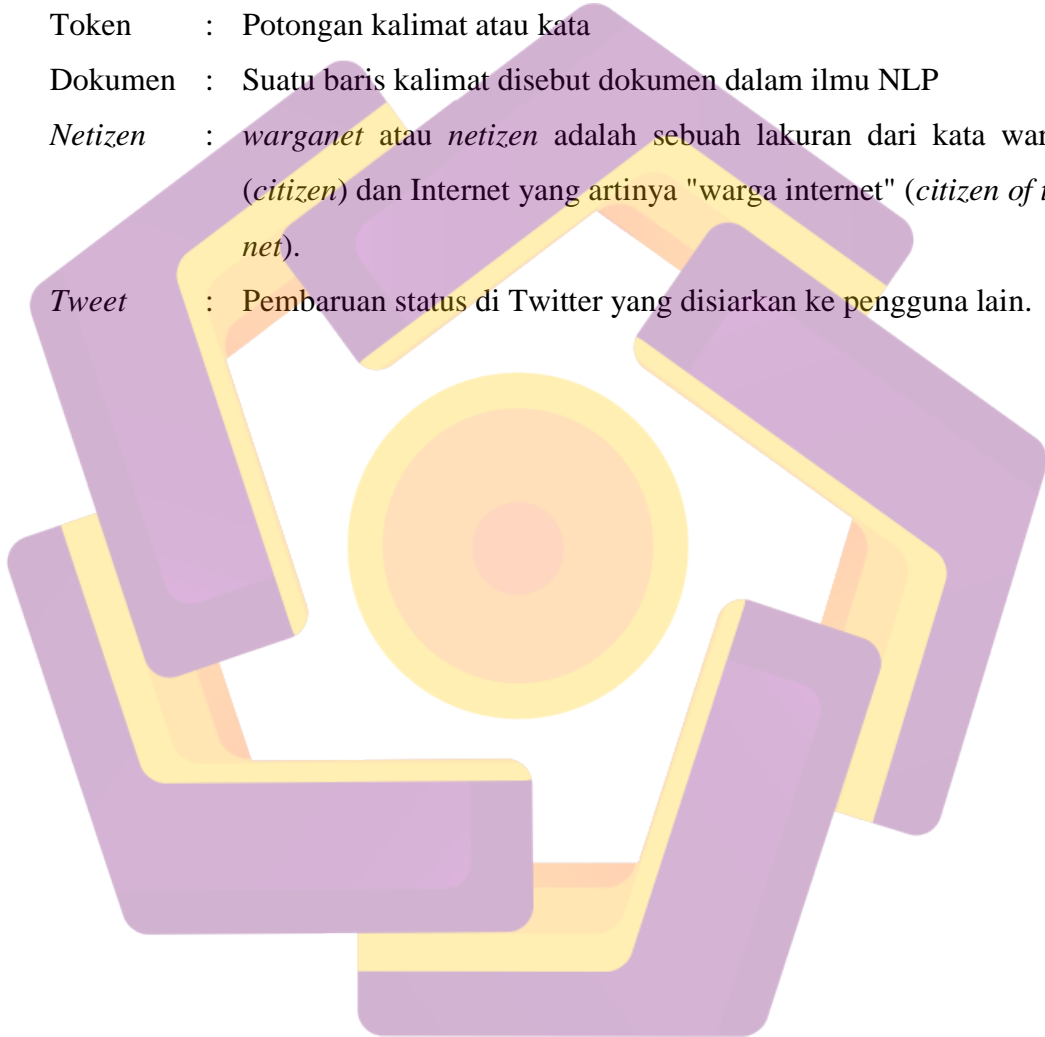 Token : Potongan kalimat atau kata
Dokumen : Suatu baris kalimat disebut dokumen dalam ilmu NLP
Netizen : warganet atau netizen adalah sebuah lakuran dari kata
(citizen) dan Internet yang artinya "warga internet" (citizen of
net).
Tweet : Pembaruan status di Twitter yang disiarkan ke pengguna lain.